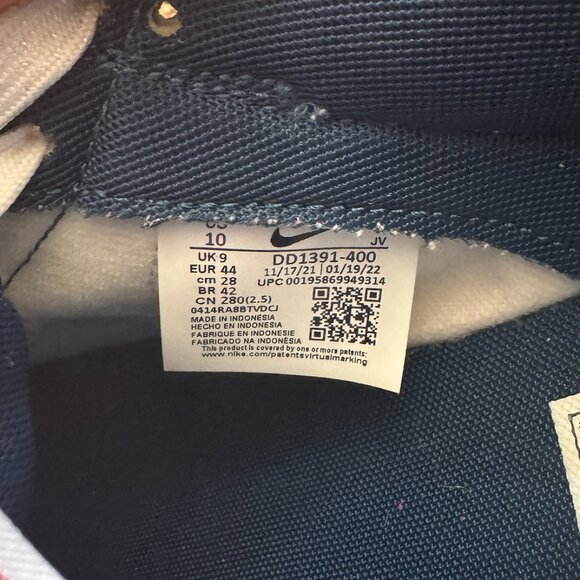 US
10
JV
UK 9
DD1391-400
EUR 44
11/17/21 | 01/19/22
cm 28
UPC 00195869949314
BR 42
CN 280(2.5)
0414RA8BTVDCJ
MADE IN INDONESIA
HECHO EN INDONESIA
FABRIQUE EN INDONESIE
FABRICADO NA INDONÉSIA
This product is covered by one or more patents:
www.nike.com/patentsvirtualmarking